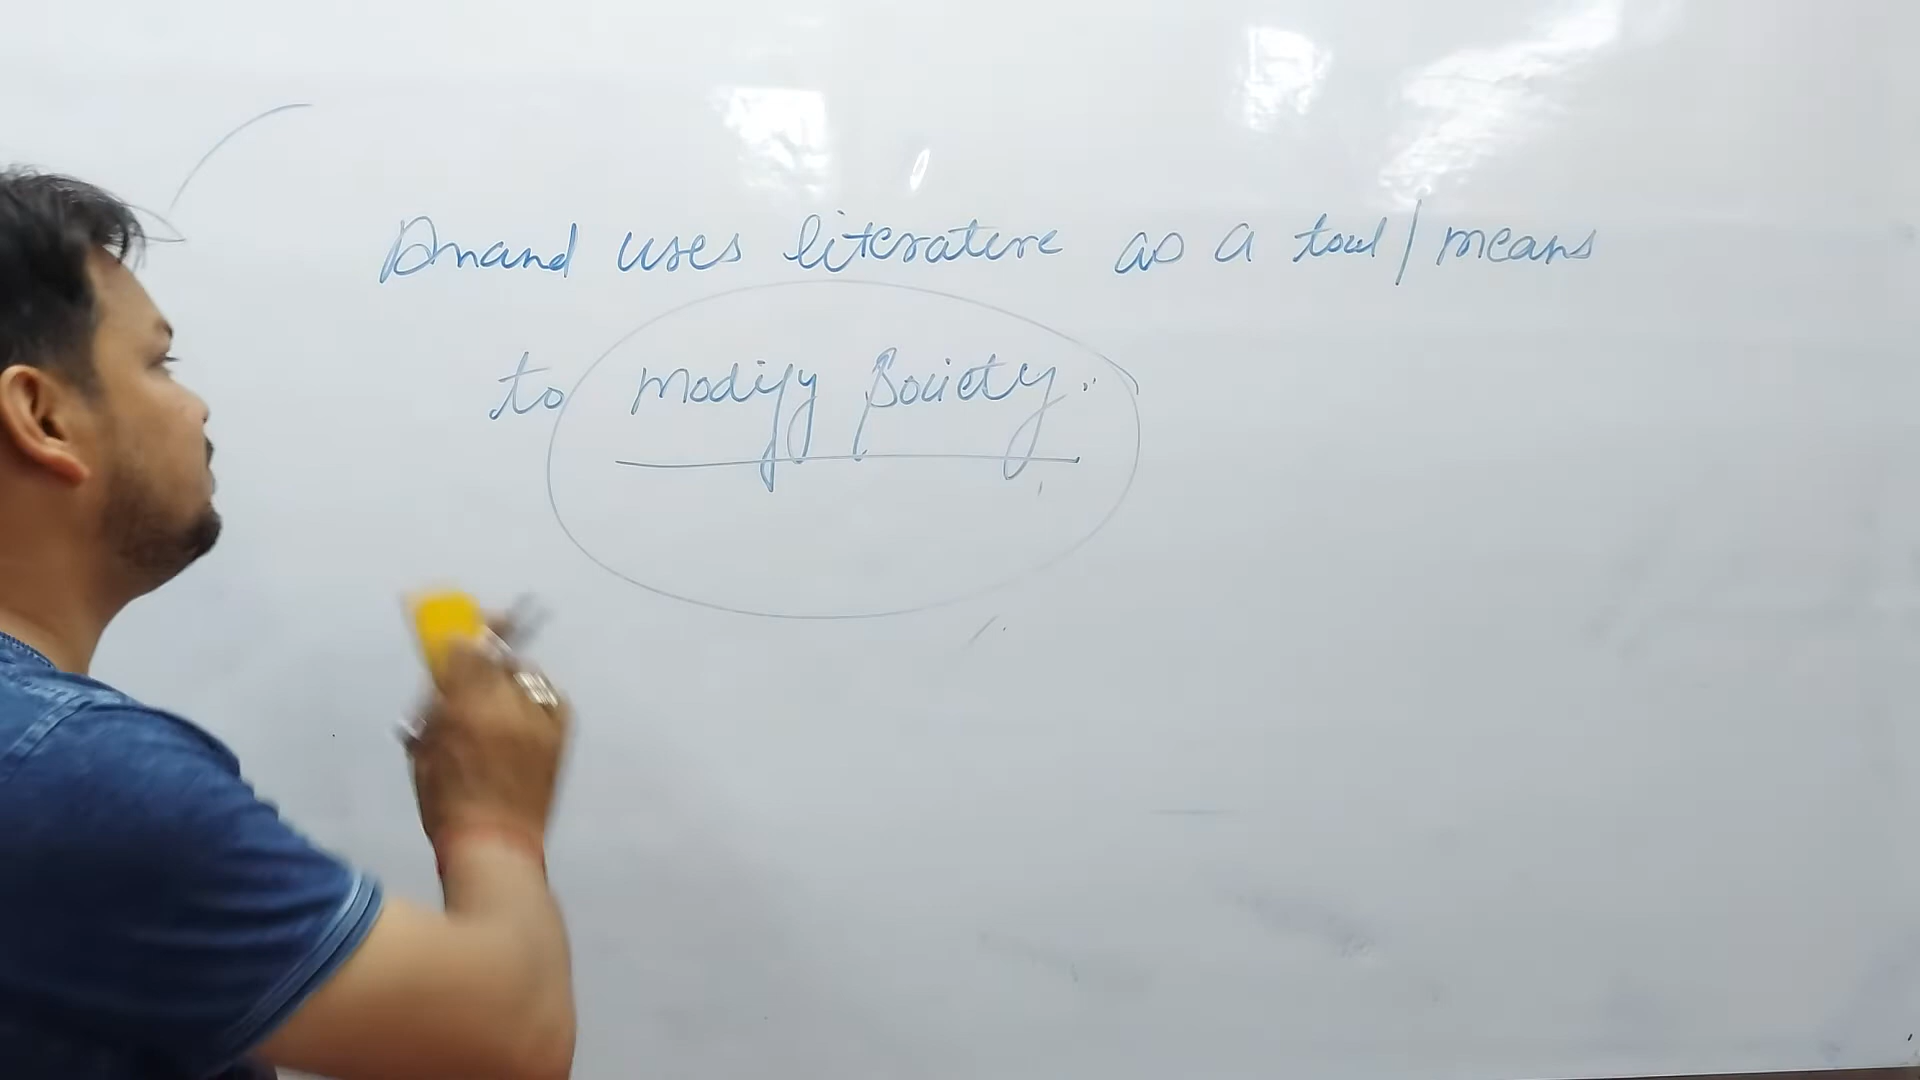 Anand uses literature as a tool/means
to modify society.